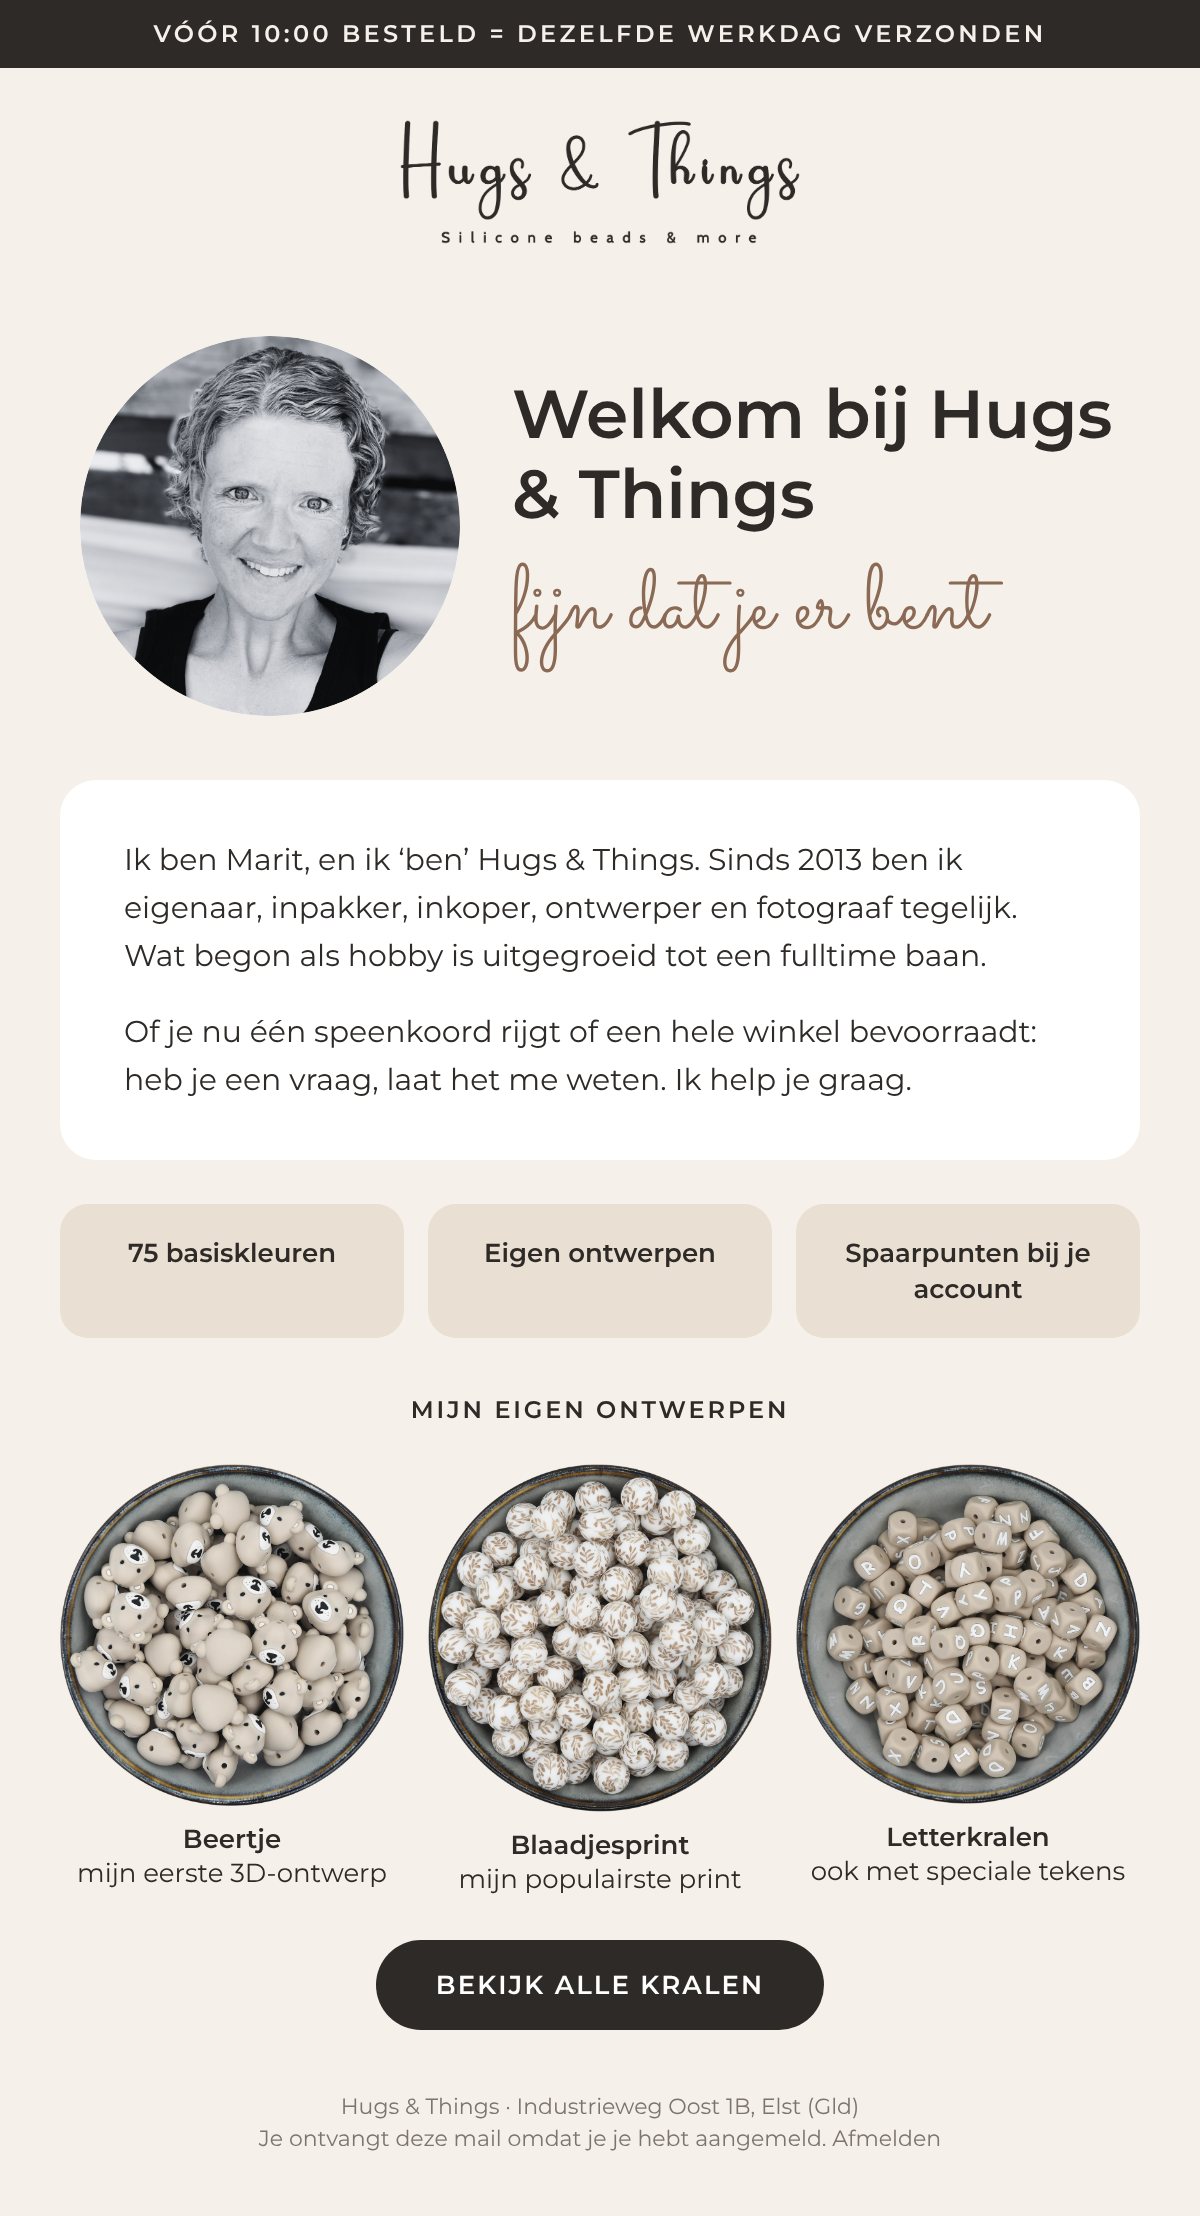 VÓÓR 10:00 BESTELD = DEZELFDE WERKDAG VERZONDEN
Hugs & Things
Silicone beads & more
Welkom bij Hugs
& Things
fijn dat je er bent
Ik ben Marit, en ik ‘ben’ Hugs & Things. Sinds 2013 ben ik
eigenaar, inpakker, inkoper, ontwerper en fotograaf tegelijk.
Wat begon als hobby is uitgegroeid tot een fulltime baan.
Of je nu één speenkoord rijgt of een hele winkel bevoorraadt:
heb je een vraag, laat het me weten. Ik help je graag.
75 basiskleuren
Eigen ontwerpen
Spaarpunten bij je
account
MIJN EIGEN ONTWERPEN
Beertje
mijn eerste 3D-ontwerp
Blaadjesprint
mijn populairste print
Letterkralen
ook met speciale tekens
BEKIJK ALLE KRALEN
Hugs & Things · Industrieweg Oost 1B, Elst (Gld)
Je ontvangt deze mail omdat je je hebt aangemeld. Afmelden